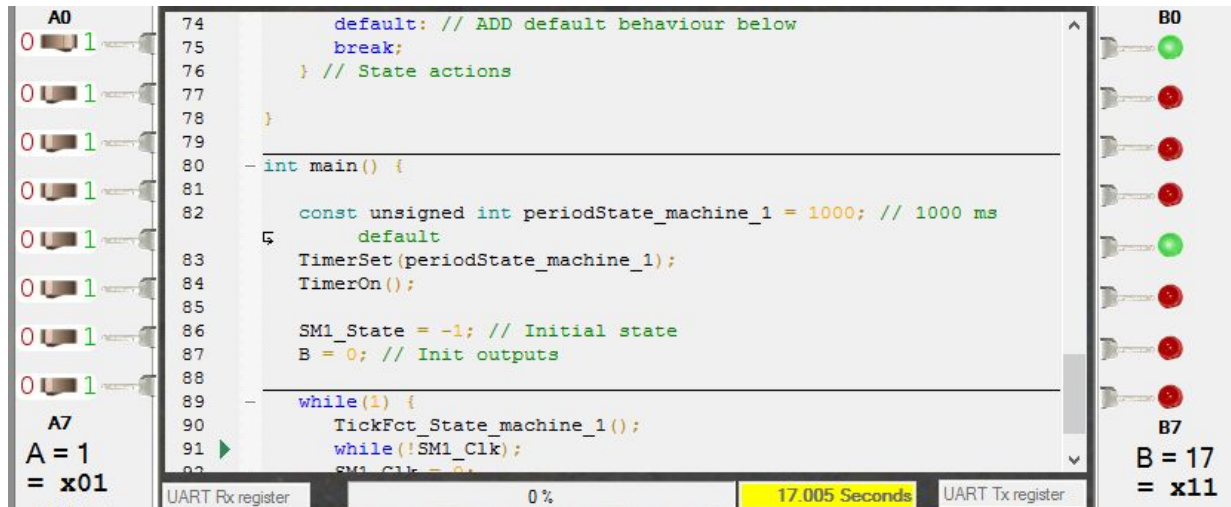 A0
0 1
0 1
0 1
0 1
0 1
0 1
0 1
0 1
A7
A = 1
= x01
74 default: // ADD default behaviour below
75 break;
76 } // State actions
77
78 }
79
80 int main() {
81
82 const unsigned int periodState_machine_1 = 1000; // 1000 ms
default
83 TimerSet(periodState_machine_1);
84 TimerOn();
85
86 SM1_State = -1; // Initial state
87 B = 0; // Init outputs
88
89 while(1) {
90 TickFct_State_machine_1();
91 while(!SM1_Clk);
92 SM1_Clk = 0;
UART Rx register
0 %
17.005 Seconds
UART Tx register
B0
B7
B = 17
= x11